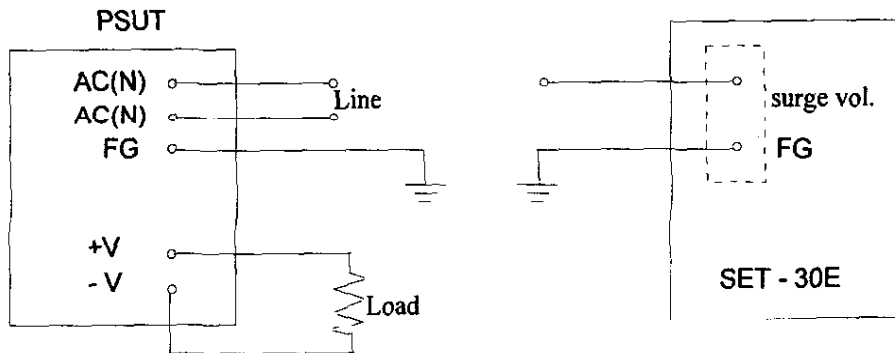 PSUT
AC(N)
AC(N)
Line
FG
+V
-V
Load
surge vol.
FG
SET - 30E